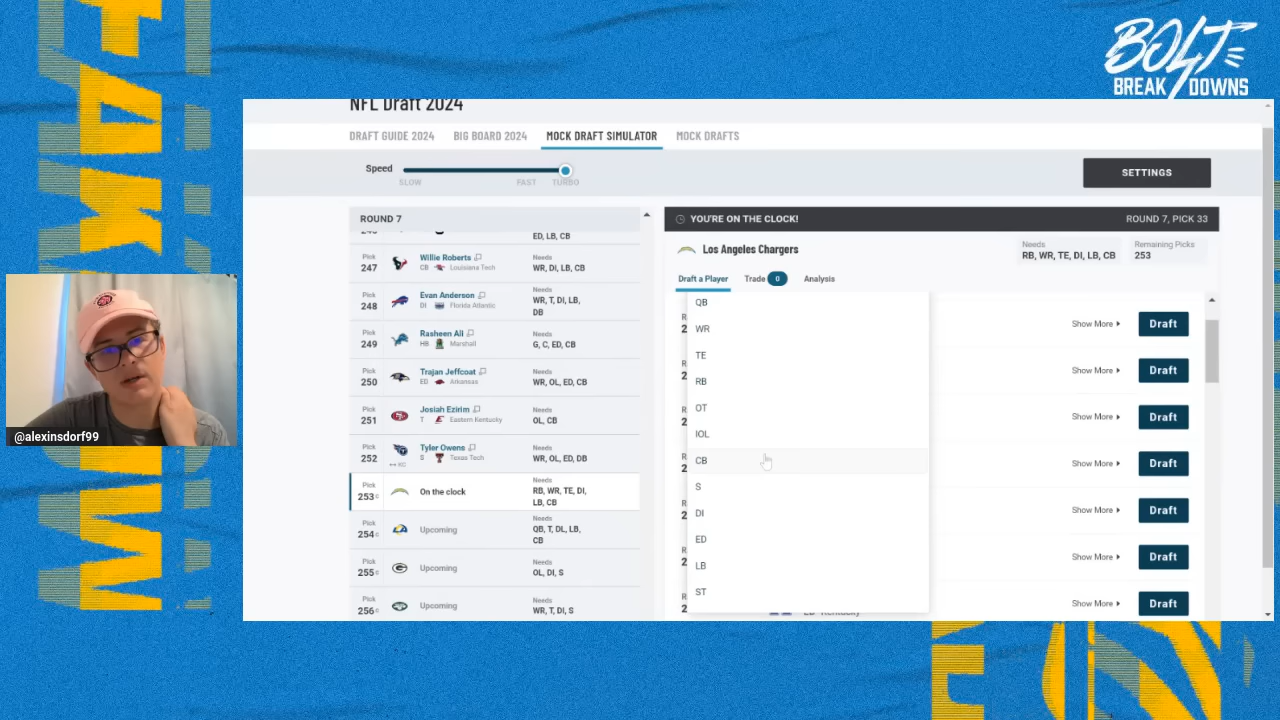 BOLT
BREAK DOWNS
NFL Draft 2024
DRAFT GUIDE 2024
BIG BOARD 2024
MOCK DRAFT SIMULATOR
MOCK DRAFTS
Speed
SLOW
FAST
TURBO
SETTINGS
ROUND 7
ED, LB, CB
Pick
247
Willie Roberts
CB Louisiana Tech
Needs
WR, DI, LB, CB
Pick
248
Evan Anderson
DI Florida Atlantic
Needs
WR, T, DI, LB,
DB
Pick
249
Rasheen Ali
HB Marshall
Needs
G, C, ED, CB
Pick
250
Trajan Jeffcoat
ED Arkansas
Needs
WR, OL, ED, CB
Pick
251
Josiah Ezirim
T Eastern Kentucky
Needs
OL, CB
Pick
252
KC
Tyler Owens
S Texas Tech
Needs
WR, OL, ED, DB
Pick
253 c
On the clock
Needs
RB, WR, TE, DI,
LB, CB
Pick
254 c
Upcoming
Needs
QB, T, DL, LB,
CB
Pick
255 c
Upcoming
Needs
OL, DI, S
Pick
256 c
Upcoming
Needs
WR, T, DI, S
YOU'RE ON THE CLOCK!
ROUND 7, PICK 33
Los Angeles Chargers
Needs
RB, WR, TE, DI, LB, CB
Remaining Picks
253
Draft a Player
Trade 0
Analysis
QB
WR
TE
RB
OT
IOL
CB
S
DI
ED
LB
ST
Show More
Draft
Show More
Draft
Show More
Draft
Show More
Draft
Show More
Draft
Show More
Draft
Show More
Draft
@alexinsdorf99